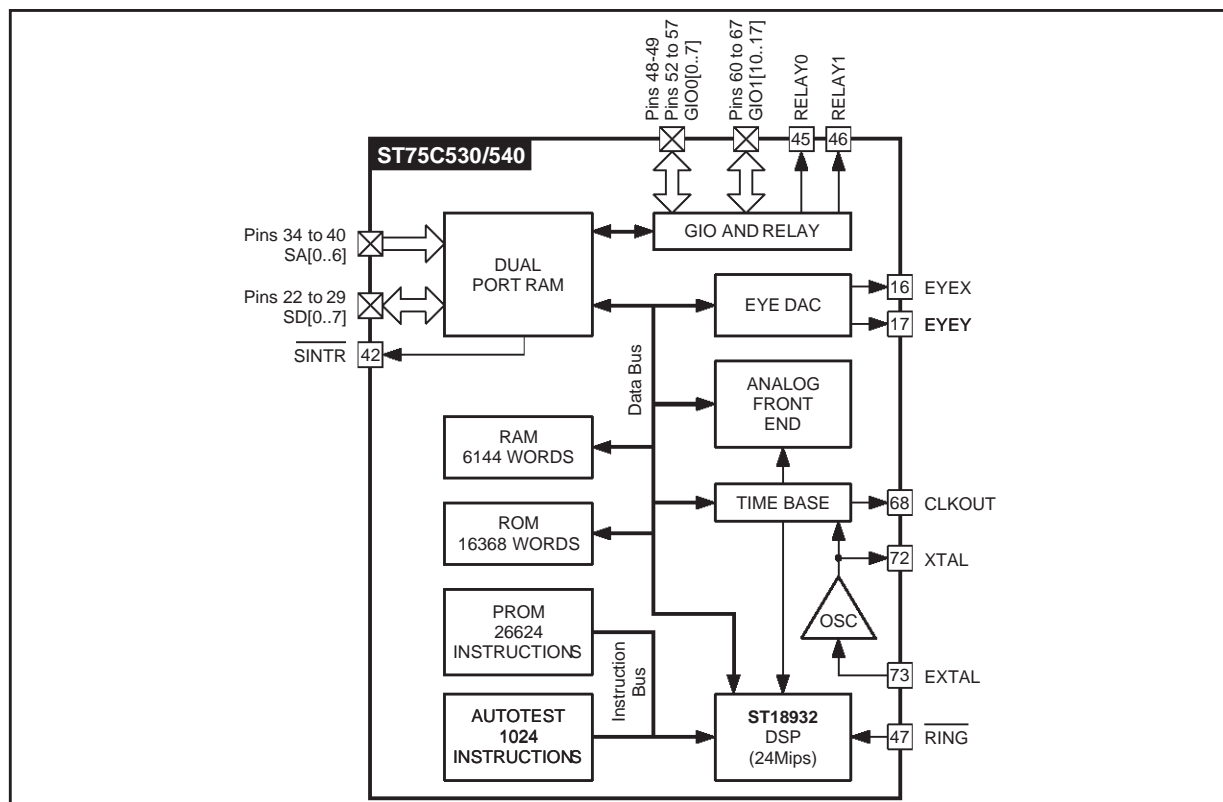 Pins 48-49
Pins 52 to 57
GIO0[0..7]
Pins 60 to 67
GIO1[10..17]
RELAY0
RELAY1
45
46
ST75C530/540
Pins 34 to 40
SA[0..6]
DUAL
PORT RAM
GIO AND RELAY
Pins 22 to 29
SD[0..7]
EYE DAC
16
EYEX
17
EYEY
SINTR
42
Data Bus
ANALOG
FRONT
END
RAM
6144 WORDS
TIME BASE
68
CLKOUT
ROM
16368 WORDS
72
XTAL
PROM
26624
INSTRUCTIONS
OSC
Instruction
Bus
73
EXTAL
AUTOTEST
1024
INSTRUCTIONS
ST18932
DSP
(24Mips)
47
RING